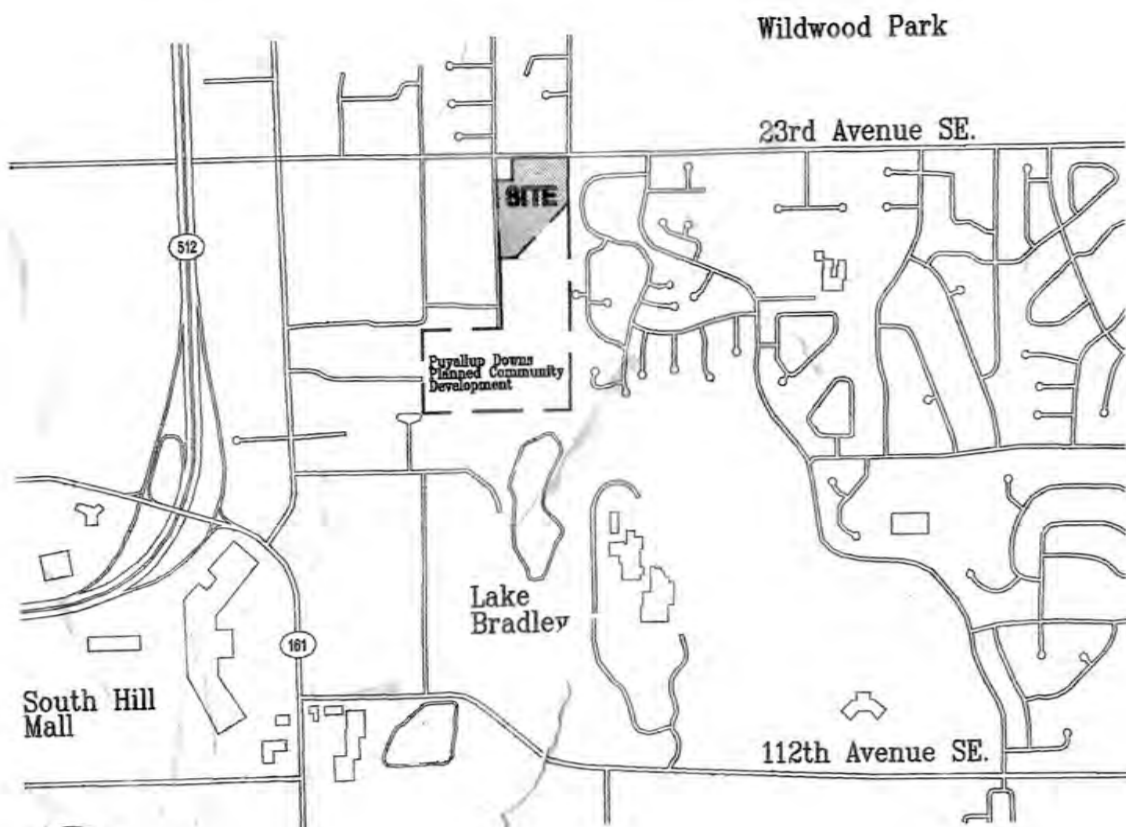 Wildwood Park
23rd Avenue SE.
SITE
512
Puyallup Downs
Planned Community
Development
Lake
Bradley
161
South Hill
Mall
112th Avenue SE.